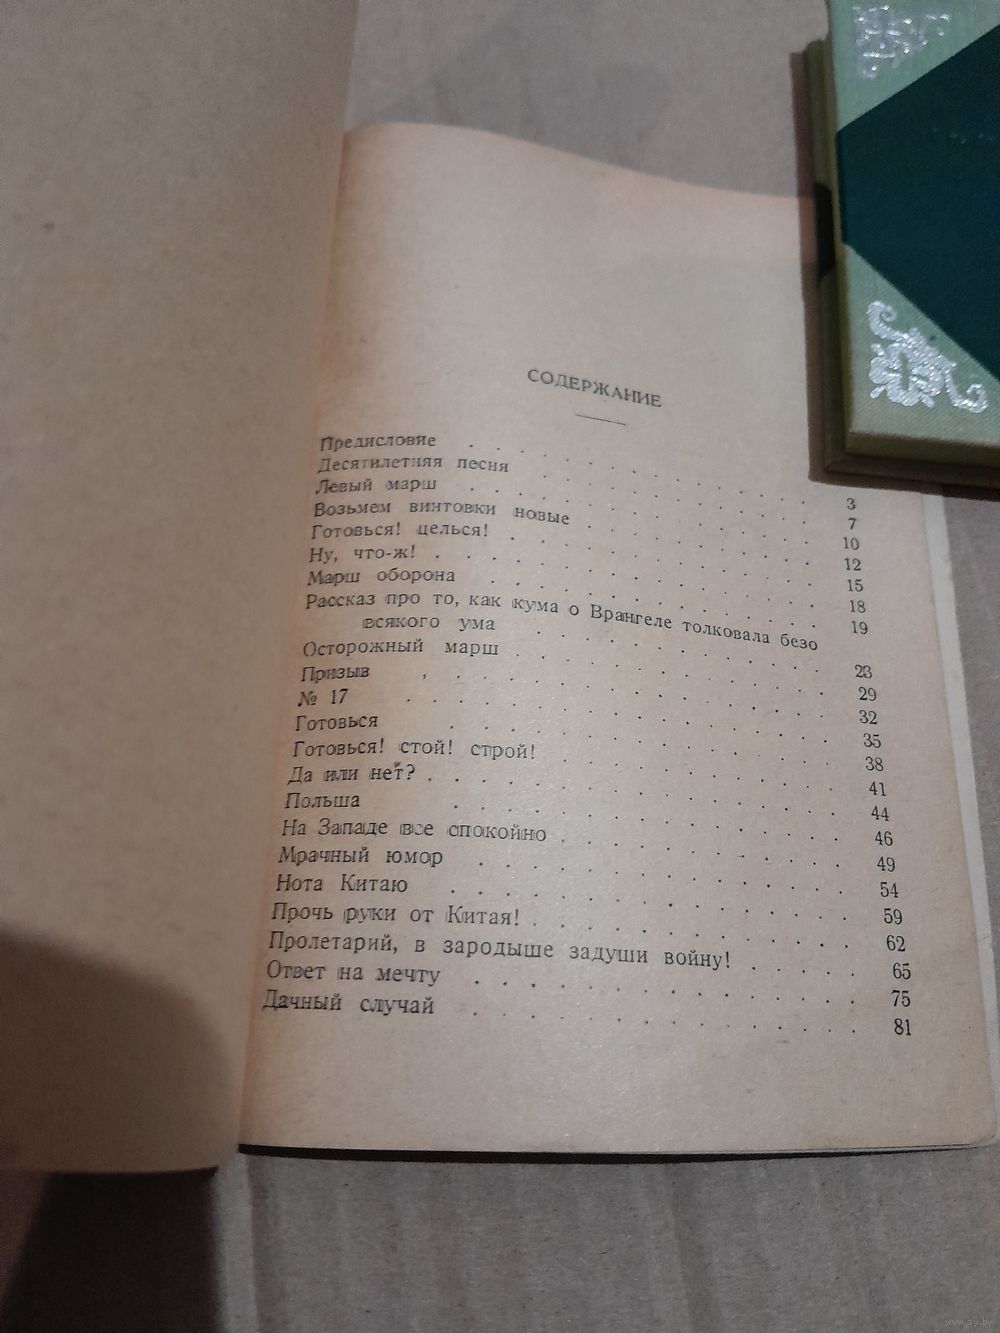 СОДЕРЖАНИЕ
Предисловие . . . . . . . . . . . 3
Десятилетняя песня . . . . . . . . . 7
Левый марш . . . . . . . . . . . 10
Возьмем винтовки новые . . . . . . . 12
Готовься! целься! . . . . . . . . . 15
Ну, что-ж! . . . . . . . . . . . . 18
Марш оборона . . . . . . . . . . 19
Рассказ про то, как кума о Врангеле толковала безо
всякого ума . . . . . . . . . 23
Осторожный марш . . . . . . . . . 29
Призыв , . . . . . . . . . . . 32
№ 17 . . . . . . . . . . . . 35
Готовься . . . . . . . . . . . 38
Готовься! стой! строй! . . . . . . . . 41
Да или нет? . . . . . . . . . . . 44
Польша . . . . . . . . . . . . 46
На Западе все спокойно . . . . . . . . 49
Мрачный юмор . . . . . . . . . . 54
Нота Китаю . . . . . . . . . . . 59
Прочь руки от Китая! . . . . . . . . . 62
Пролетарий, в зародыше задуши войну! . . . . 65
Ответ на мечту . . . . . . . . . . 75
Дачный случай . . . . . . . . . . 81
www.ay.by